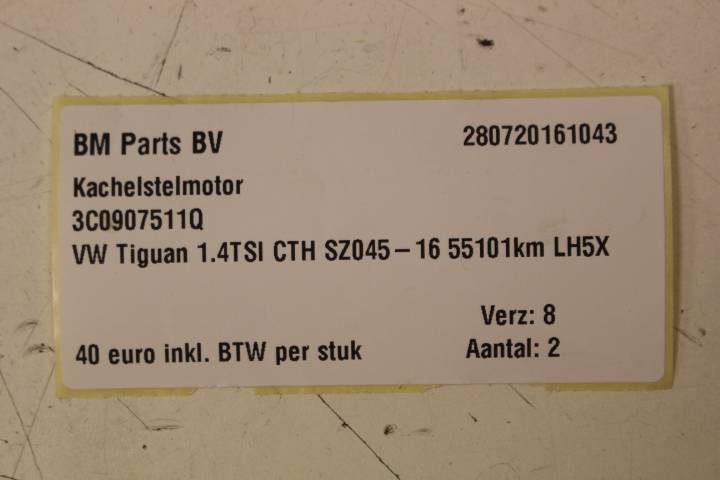 BM Parts BV 280720161043
Kachelstelmotor
3C0907511Q
VW Tiguan 1.4TSI CTH SZ045-16 55101km LH5X
Verz: 8
40 euro inkl. BTW per stuk Aantal: 2